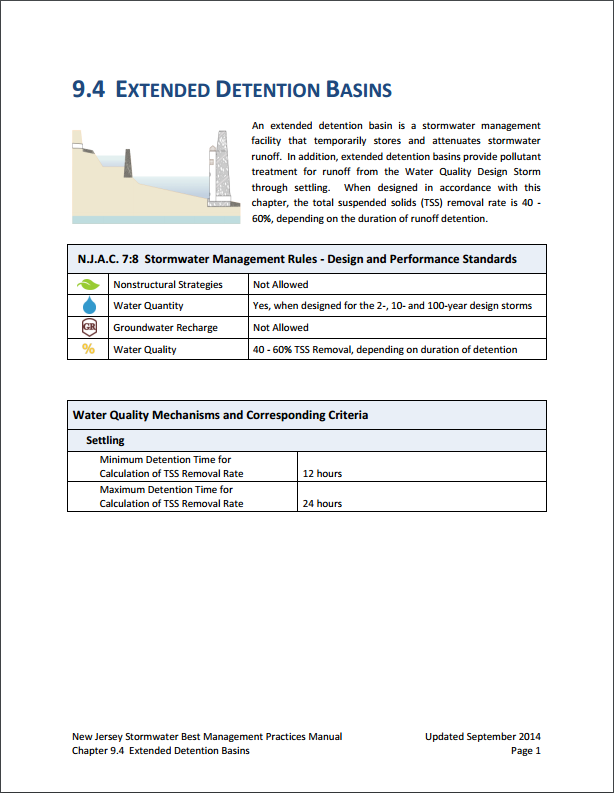 9.4 EXTENDED DETENTION BASINS
An extended detention basin is a stormwater management
facility that temporarily stores and attenuates stormwater
runoff. In addition, extended detention basins provide pollutant
treatment for runoff from the Water Quality Design Storm
through settling. When designed in accordance with this
chapter, the total suspended solids (TSS) removal rate is 40 -
60%, depending on the duration of runoff detention.
N.J.A.C. 7:8 Stormwater Management Rules - Design and Performance Standards
Nonstructural Strategies Not Allowed
Water Quantity Yes, when designed for the 2-, 10- and 100-year design storms
GR Groundwater Recharge Not Allowed
% Water Quality 40 - 60% TSS Removal, depending on duration of detention
Water Quality Mechanisms and Corresponding Criteria
Settling
Minimum Detention Time for
Calculation of TSS Removal Rate 12 hours
Maximum Detention Time for
Calculation of TSS Removal Rate 24 hours
New Jersey Stormwater Best Management Practices Manual Updated September 2014
Chapter 9.4 Extended Detention Basins Page 1